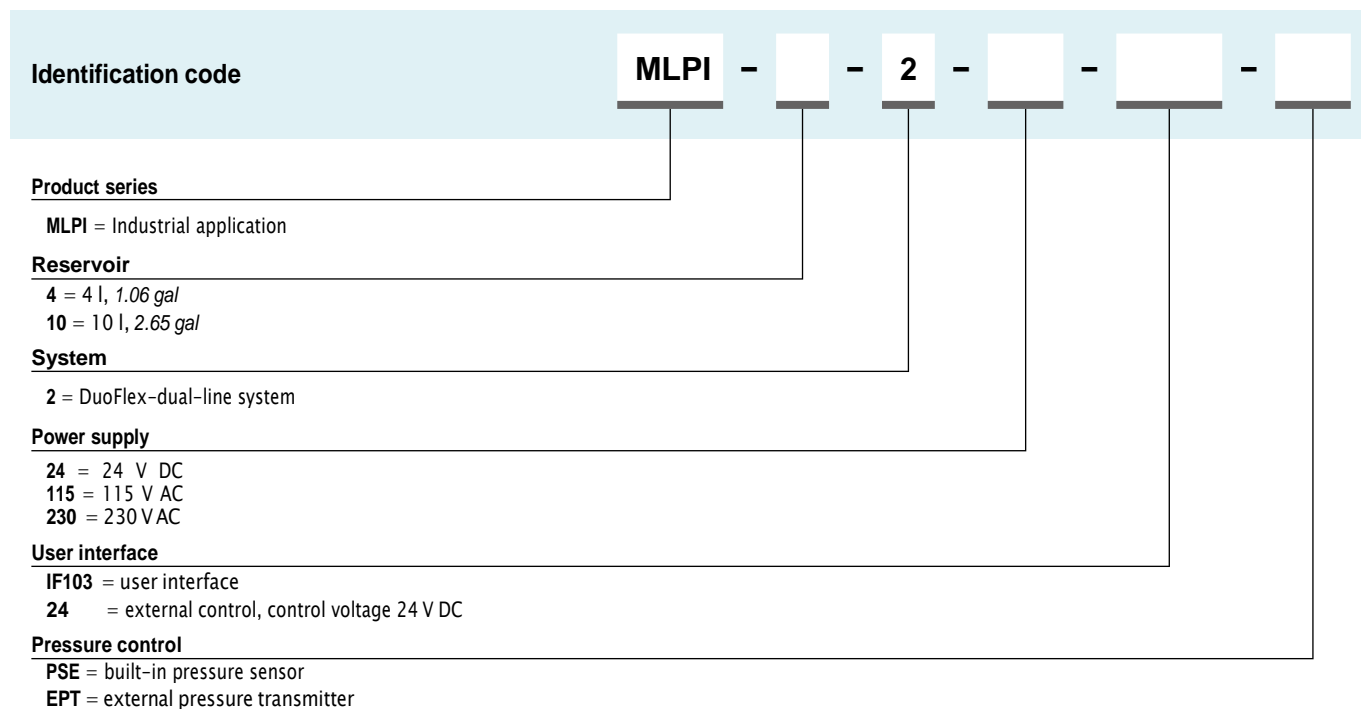 Identification code MLPI - - 2 - - -
Product series
MLPI = Industrial application
Reservoir
4 = 4 l, 1.06 gal
10 = 10 l, 2.65 gal
System
2 = DuoFlex-dual-line system
Power supply
24 = 24 V DC
115 = 115 V AC
230 = 230 V AC
User interface
IF103 = user interface
24 = external control, control voltage 24 V DC
Pressure control
PSE = built-in pressure sensor
EPT = external pressure transmitter